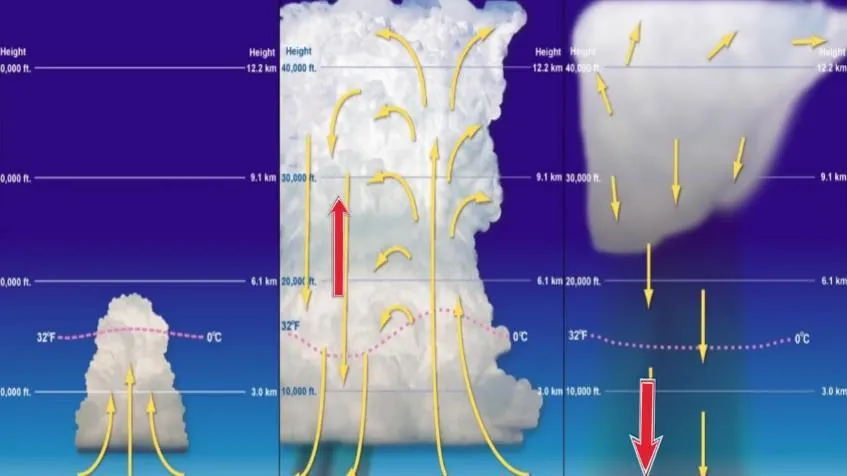 Height
Height
0,000 ft.
12.2 km
0,000 ft.
9.1 km
0,000 ft.
6.1 km
32°F
0°C
0,000 ft.
3.0 km
Height
Height
40,000 ft.
12.2 km
30,000 ft.
9.1 km
20,000 ft.
6.1 km
32°F
0°C
10,000 ft.
3.0 km
Height
Height
40,000 ft.
12.2 km
30,000 ft.
9.1 km
20,000 ft.
6.1 km
32°F
0°C
10,000 ft.
3.0 km